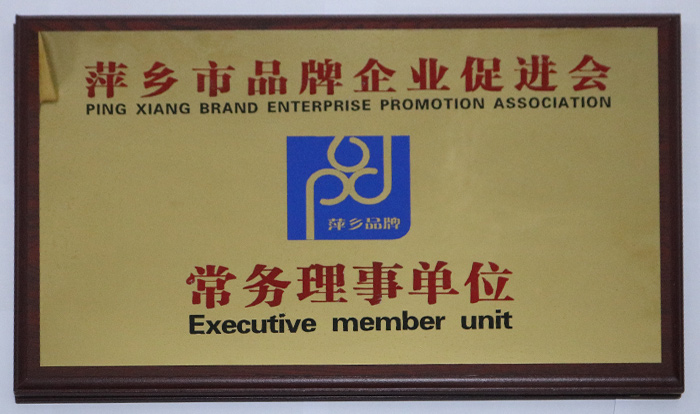 萍乡市品牌企业促进会
PING XIANG BRAND ENTERPRISE PROMOTION ASSOCIATION
萍乡品牌
常务理事单位
Executive member unit